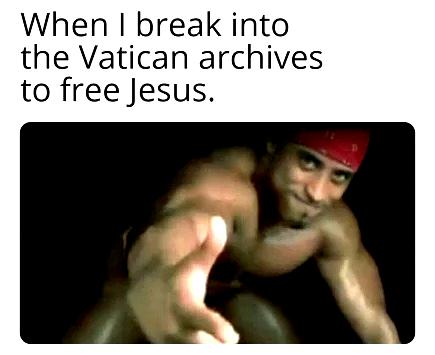 When I break into
the Vatican archives
to free Jesus.